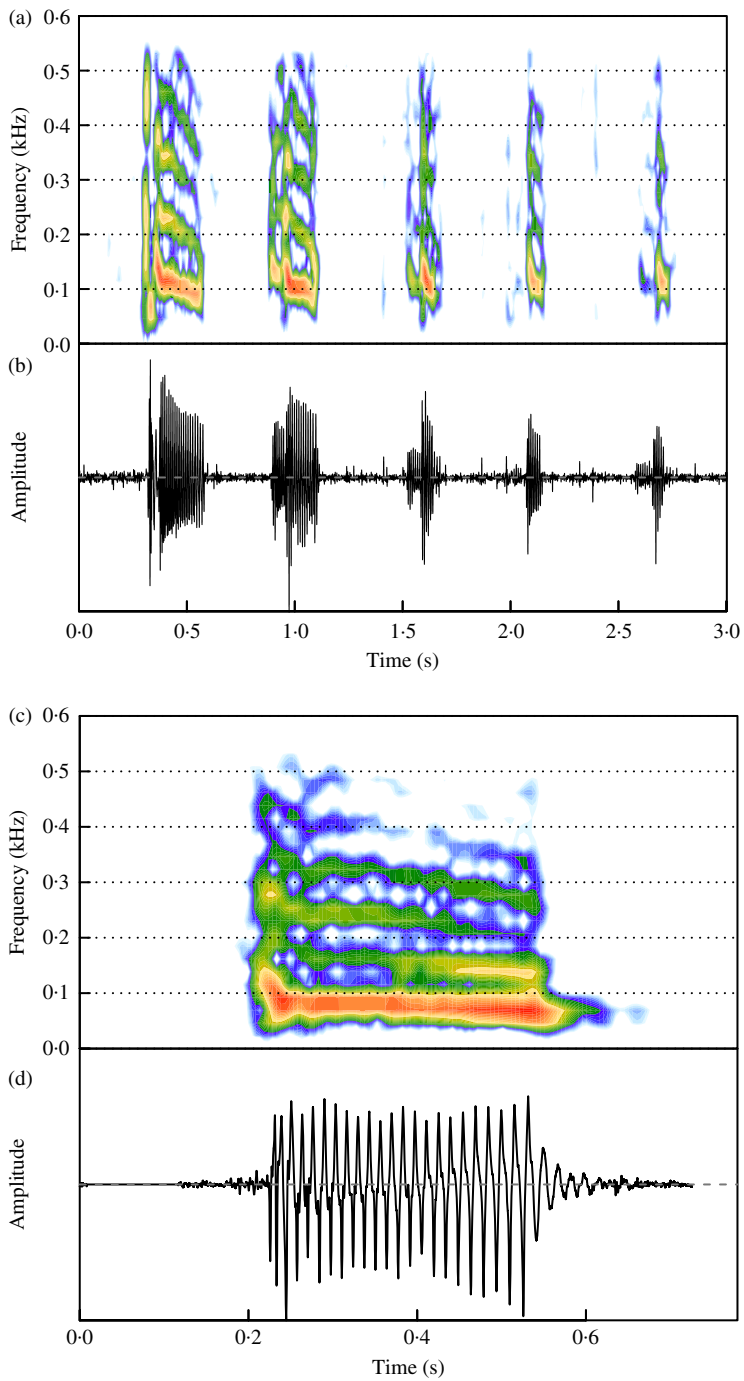 (a)
0·6
0·5
0·4
0·3
0·2
0·1
0·0
Frequency (kHz)
(b)
Amplitude
0·0 0·5 1·0 1·5 2·0 2·5 3·0
Time (s)
(c)
0·6
0·5
0·4
0·3
0·2
0·1
0·0
Frequency (kHz)
(d)
Amplitude
0·0 0·2 0·4 0·6
Time (s)